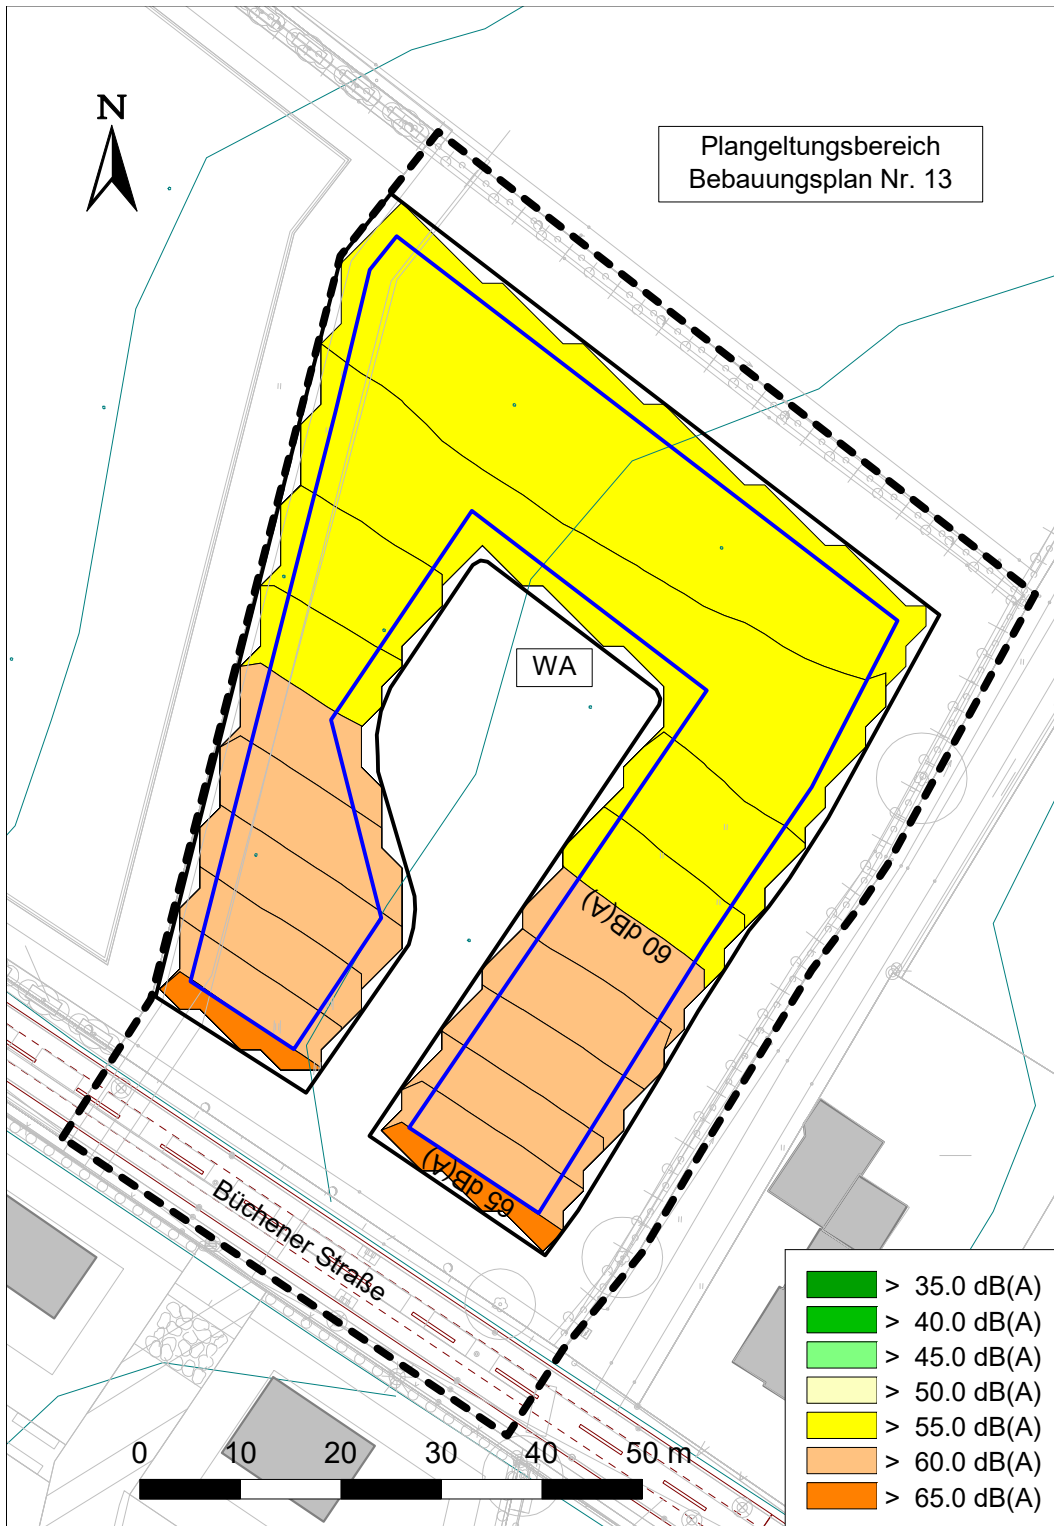 N
Plangeltungsbereich
Bebauungsplan Nr. 13
WA
60 dB(A)
65 dB(A)
Büchener Straße
> 35.0 dB(A)
> 40.0 dB(A)
> 45.0 dB(A)
> 50.0 dB(A)
> 55.0 dB(A)
> 60.0 dB(A)
> 65.0 dB(A)
0 10 20 30 40 50 m